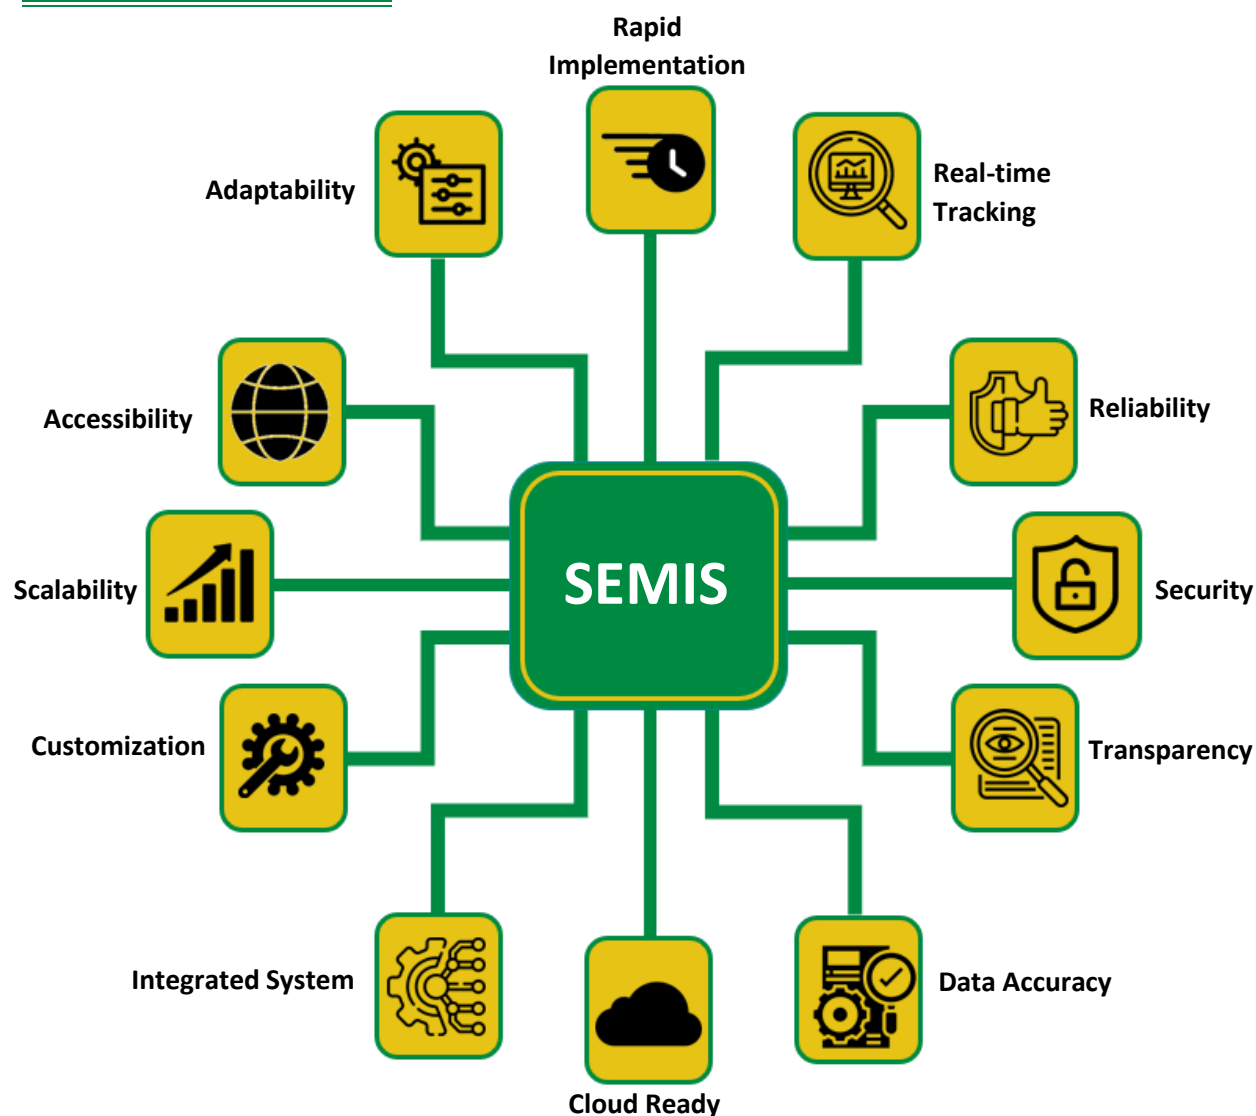 Rapid
Implementation
Adaptability
Real-time
Tracking
Accessibility
Reliability
SEMIS
Scalability
Security
Customization
Transparency
Integrated System
Data Accuracy
Cloud Ready